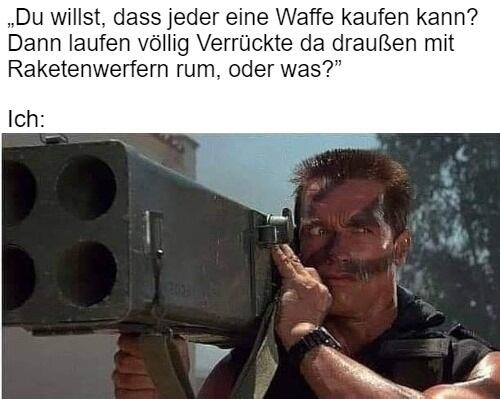 „Du willst, dass jeder eine Waffe kaufen kann?
Dann laufen völlig Verrückte da draußen mit
Raketenwerfern rum, oder was?”
Ich: